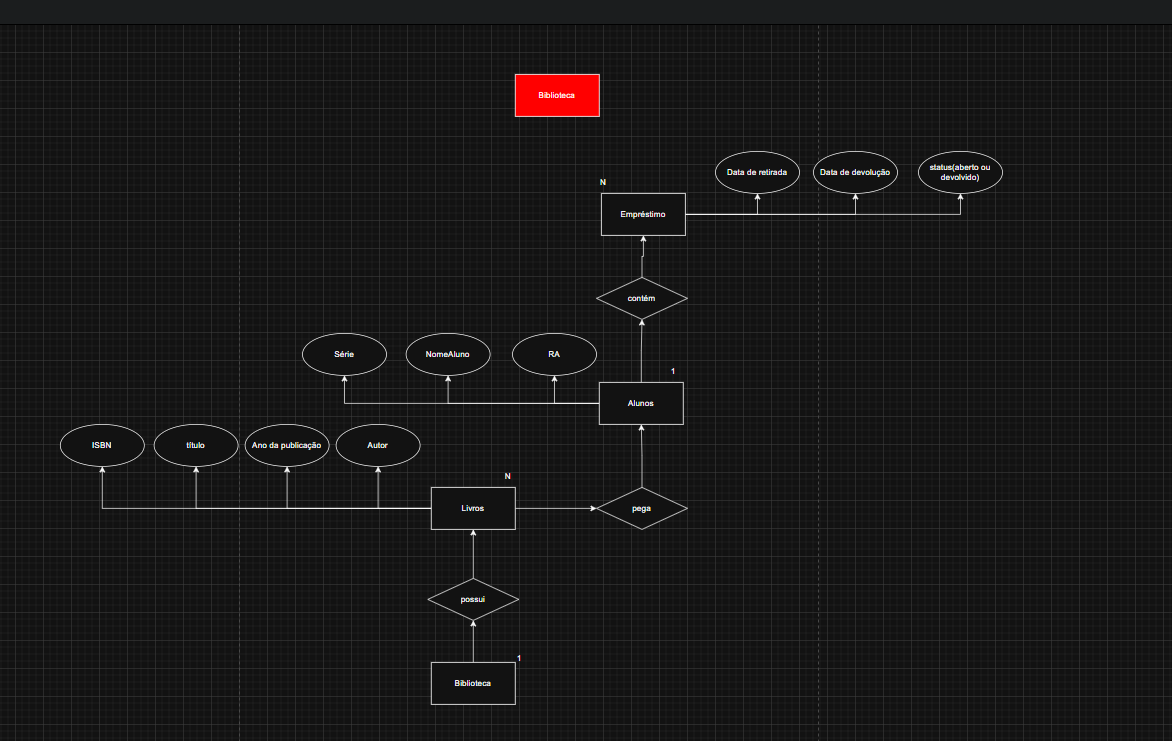 Biblioteca
Data de retirada
Data de devolução
status(aberto ou
devolvido)
N
Empréstimo
contém
Série
NomeAluno
RA
1
Alunos
ISBN
título
Ano da publicação
Autor
N
Livros
pega
possui
1
Biblioteca